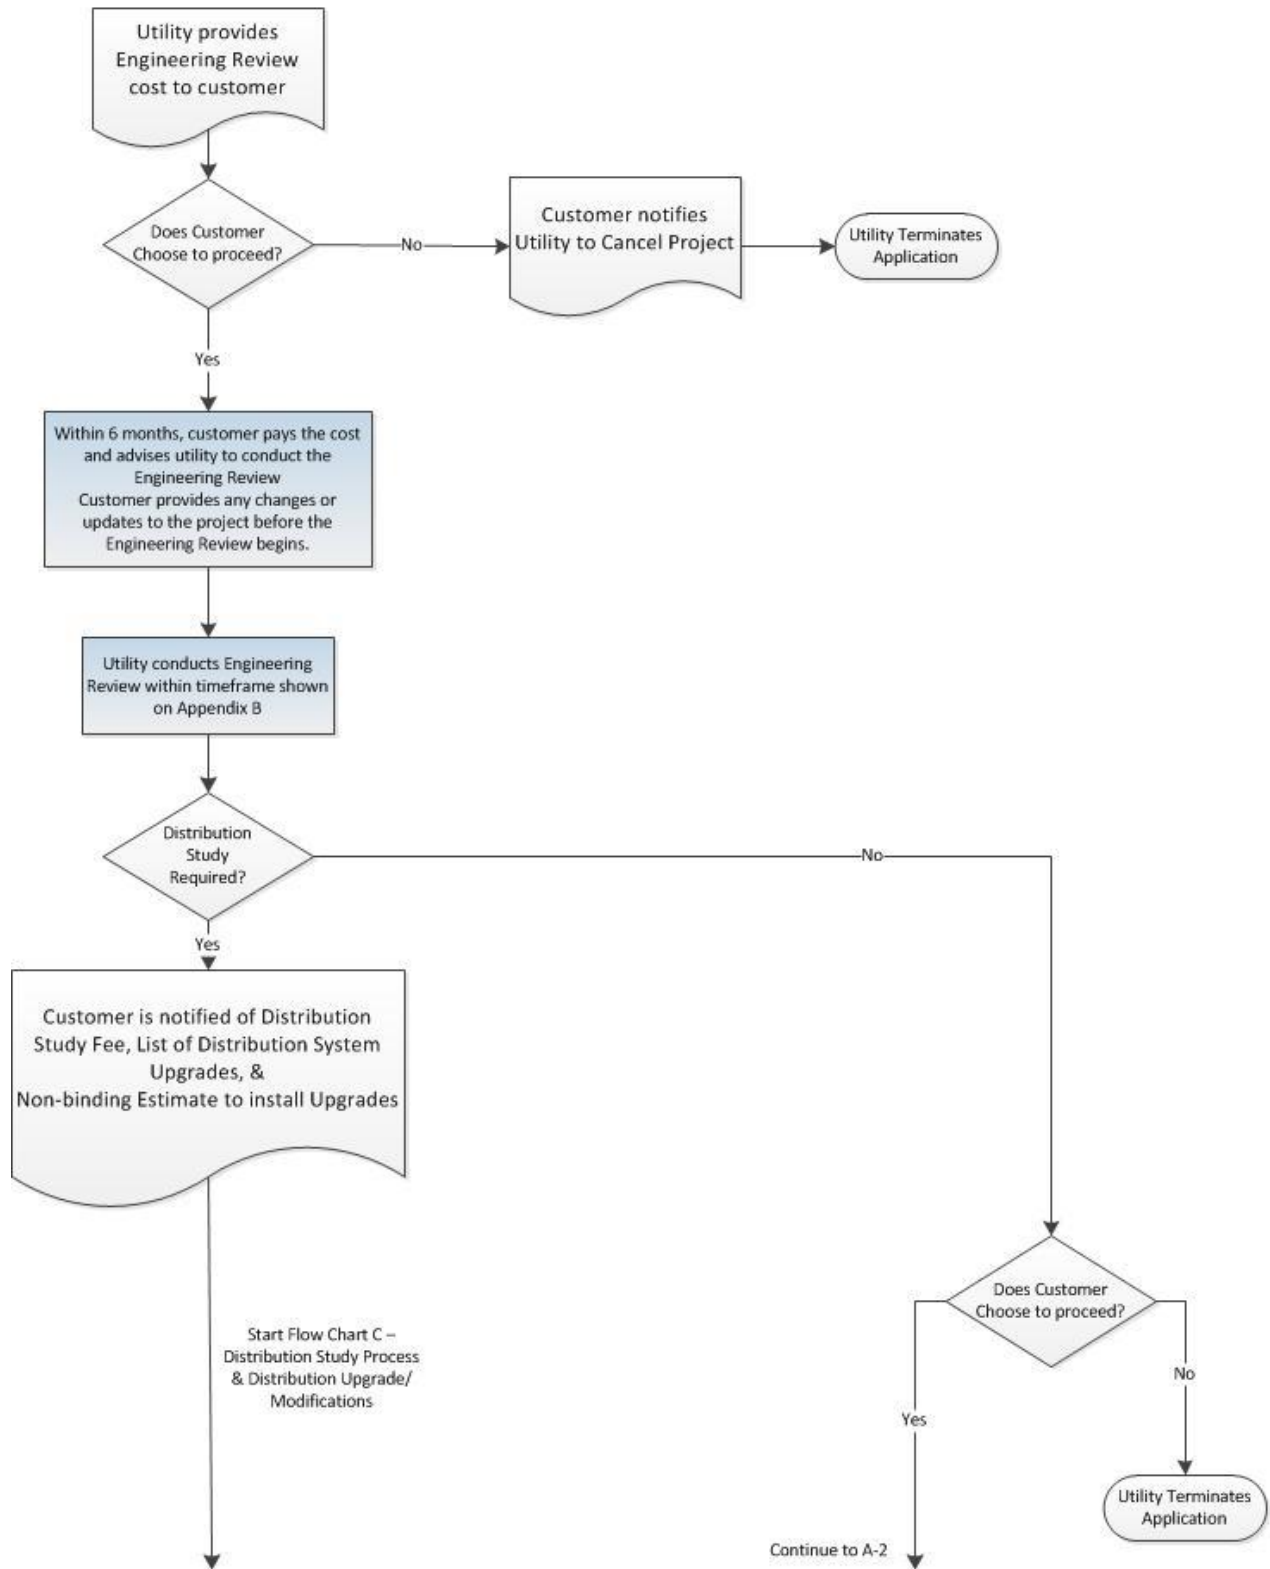 Utility provides
Engineering Review
cost to customer
Does Customer
Choose to proceed?
No
Customer notifies
Utility to Cancel Project
Utility Terminates
Application
Yes
Within 6 months, customer pays the cost
and advises utility to conduct the
Engineering Review
Customer provides any changes or
updates to the project before the
Engineering Review begins.
Utility conducts Engineering
Review within timeframe shown
on Appendix B
Distribution
Study
Required?
No
Yes
Customer is notified of Distribution
Study Fee, List of Distribution System
Upgrades, &
Non-binding Estimate to install Upgrades
Start Flow Chart C –
Distribution Study Process
& Distribution Upgrade/
Modifications
Does Customer
Choose to proceed?
No
Yes
Utility Terminates
Application
Continue to A-2